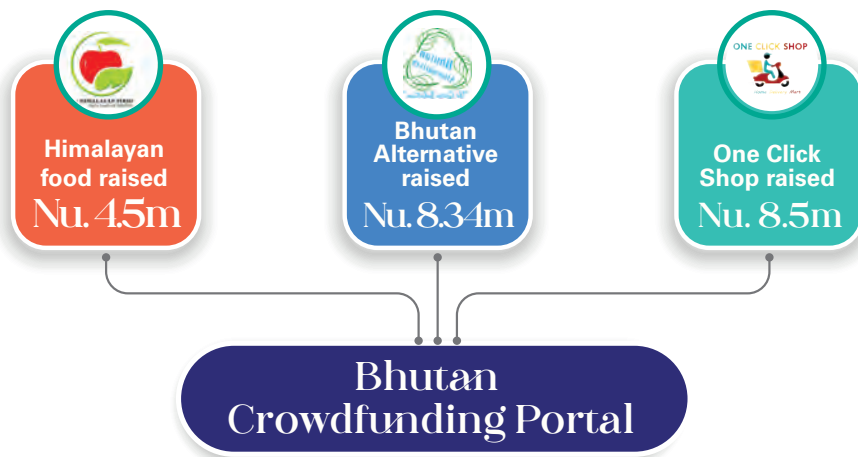 ONE CLICK SHOP
Himalayan
food raised
Nu. 4.5m
Bhutan
Alternative
raised
Nu. 8.34m
One Click
Shop raised
Nu. 8.5m
Bhutan
Crowdfunding Portal